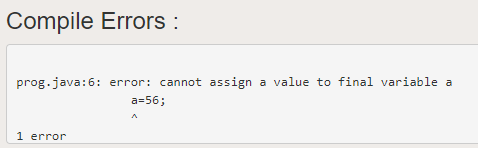 Compile Errors :
prog.java:6: error: cannot assign a value to final variable a
a=56;
^
1 error